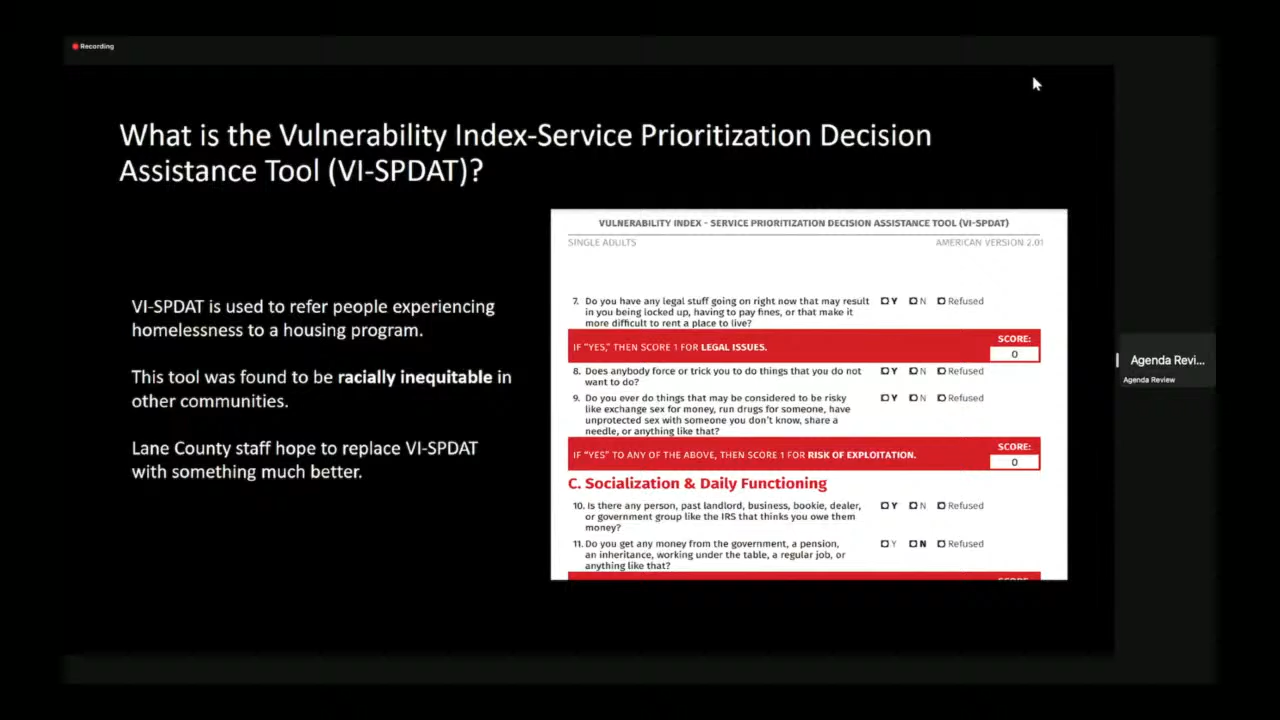 Recording
What is the Vulnerability Index-Service Prioritization Decision
Assistance Tool (VI-SPDAT)?
VI-SPDAT is used to refer people experiencing
homelessness to a housing program.
This tool was found to be racially inequitable in
other communities.
Lane County staff hope to replace VI-SPDAT
with something much better.
VULNERABILITY INDEX - SERVICE PRIORITIZATION DECISION ASSISTANCE TOOL (VI-SPDAT)
SINGLE ADULTS AMERICAN VERSION 2.01
7. Do you have any legal stuff going on right now that may result Y N Refused
in you being locked up, having to pay fines, or that make it
more difficult to rent a place to live?
IF "YES," THEN SCORE 1 FOR LEGAL ISSUES. SCORE:
0
8. Does anybody force or trick you to do things that you do not Y N Refused
want to do?
9. Do you ever do things that may be considered to be risky Y N Refused
like exchange sex for money, run drugs for someone, have
unprotected sex with someone you don't know, share a
needle, or anything like that?
IF "YES" TO ANY OF THE ABOVE, THEN SCORE 1 FOR RISK OF EXPLOITATION. SCORE:
0
C. Socialization & Daily Functioning
10. Is there any person, past landlord, business, bookie, dealer, Y N Refused
or government group like the IRS that thinks you owe them
money?
11. Do you get any money from the government, a pension, Y N Refused
an inheritance, working under the table, a regular job, or
anything like that?
SCORE
Agenda Revi...
Agenda Review